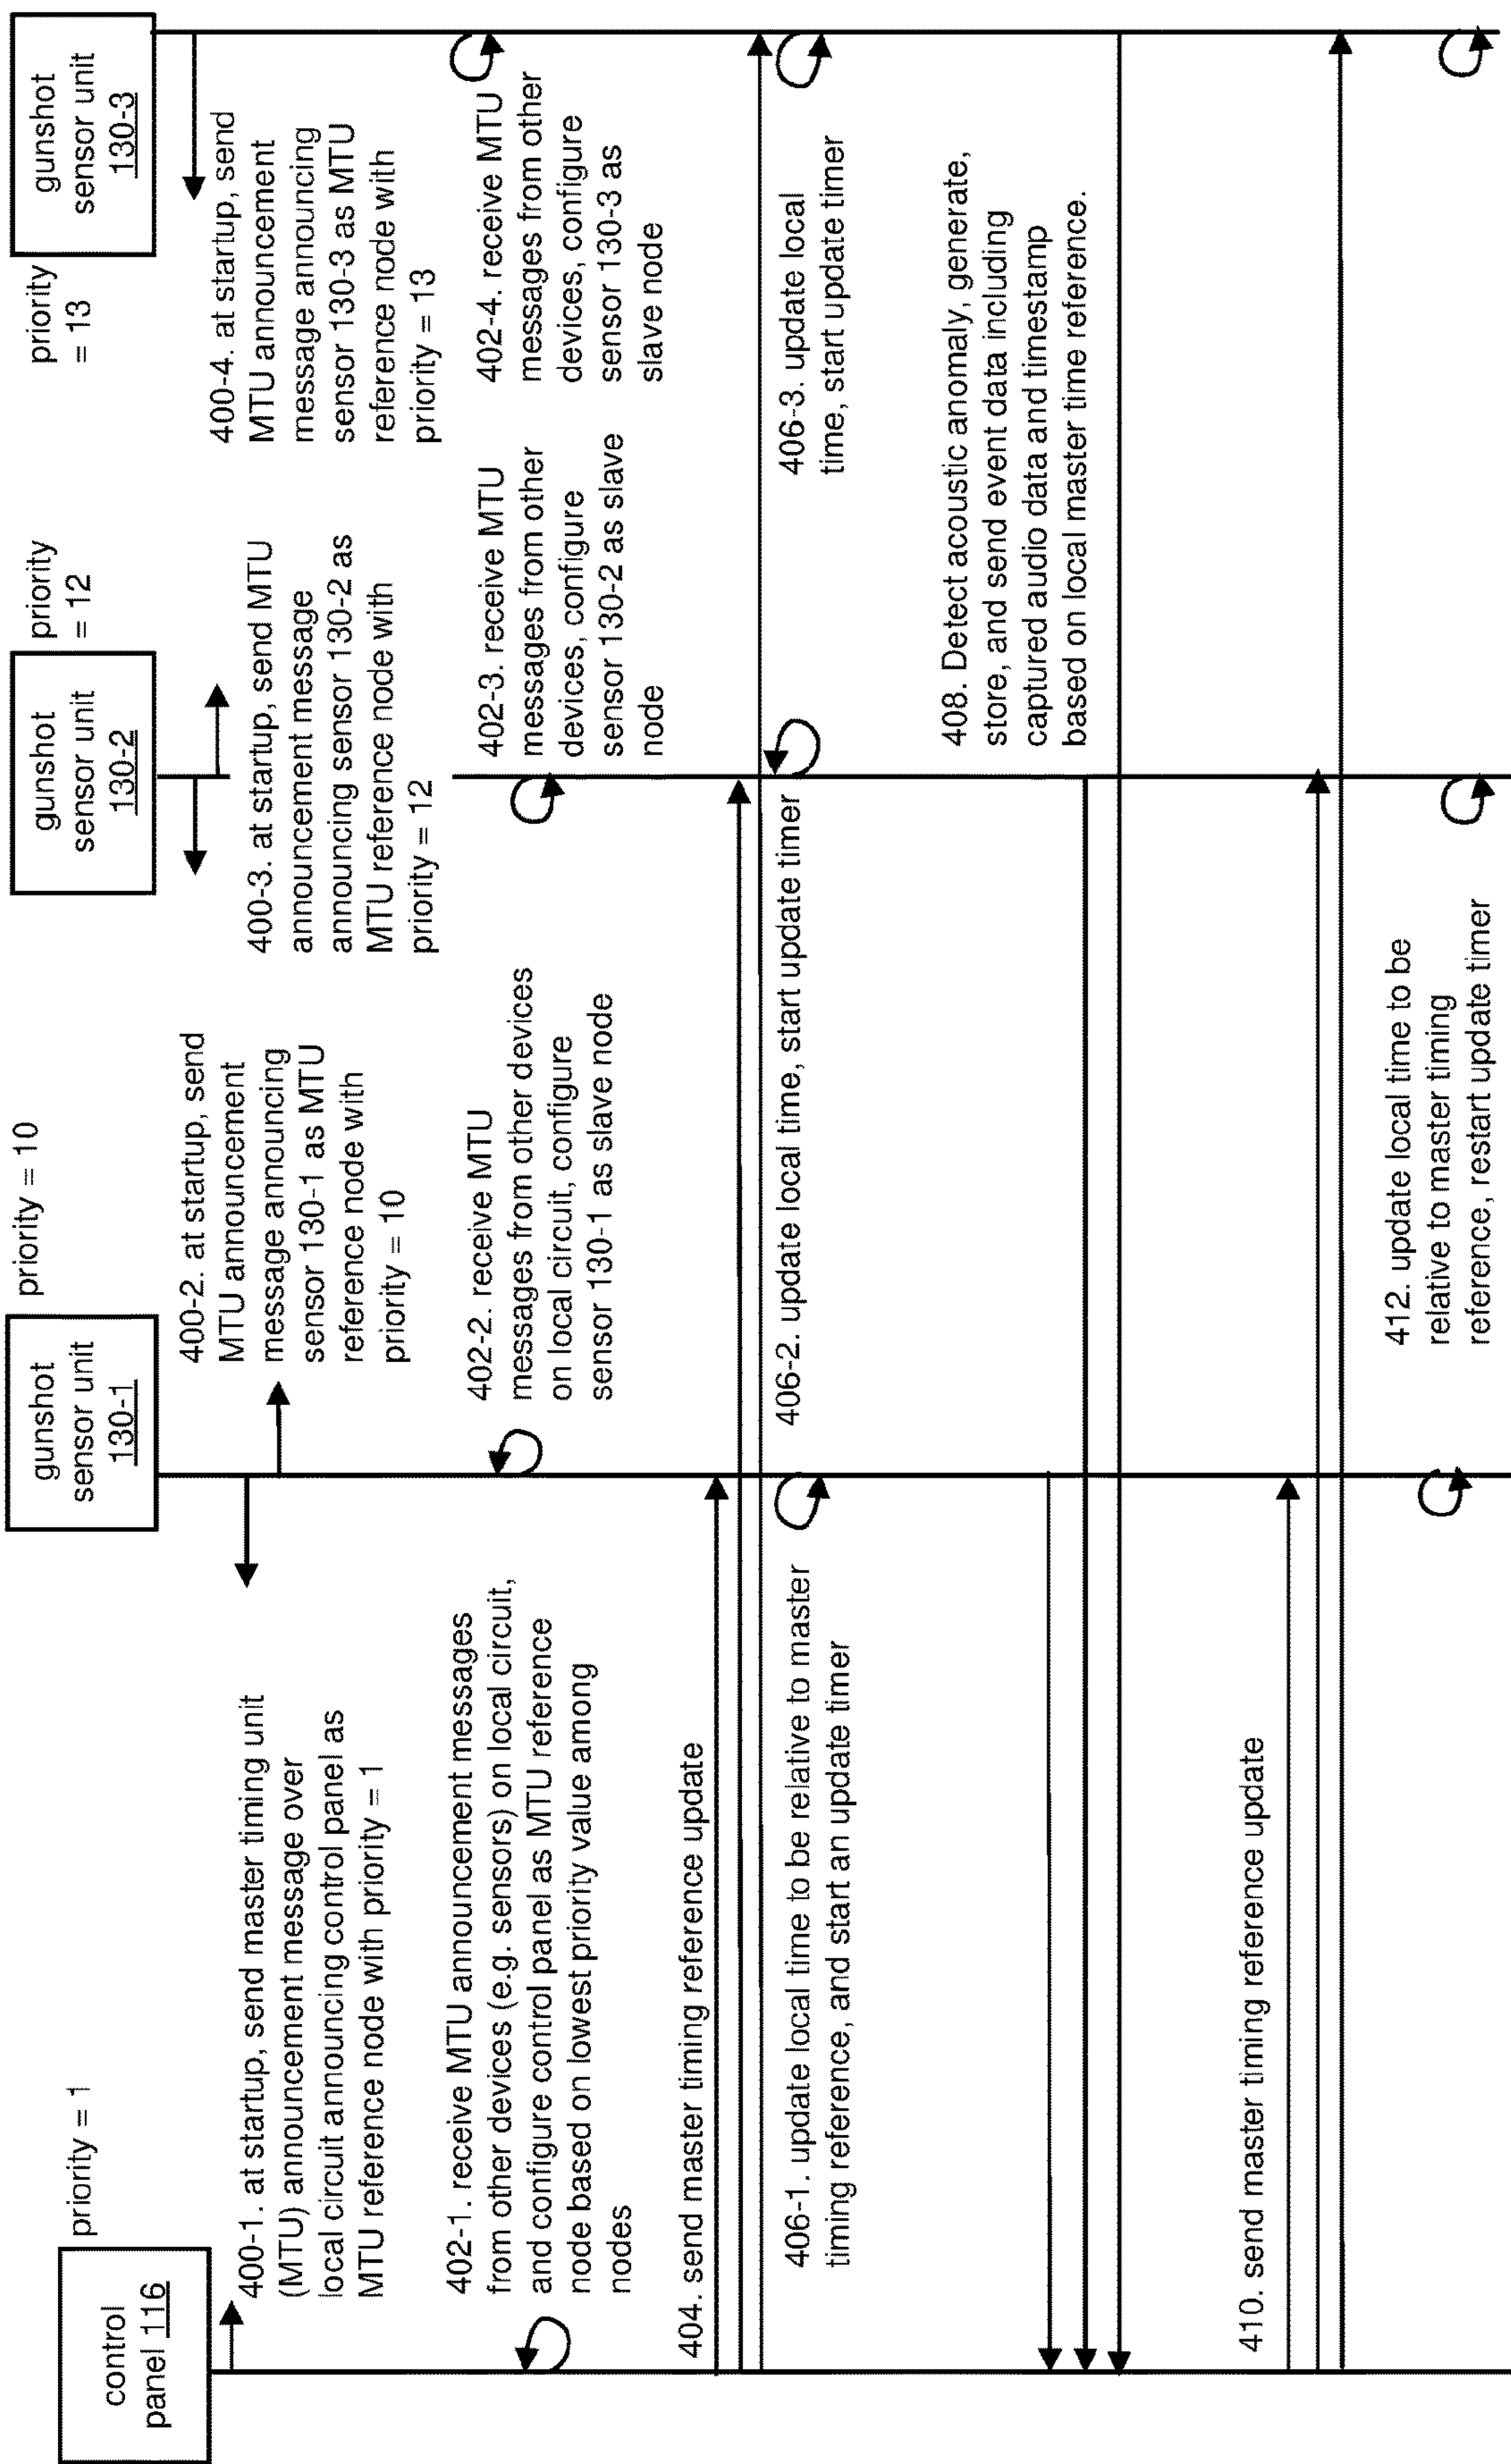 control
panel 116
priority = 1
gunshot
sensor unit
130-1
priority = 10
gunshot
sensor unit
130-2
priority
= 12
gunshot
sensor unit
130-3
priority
= 13
400-1. at startup, send master timing unit
(MTU) announcement message over
local circuit announcing control panel as
MTU reference node with priority = 1
400-2. at startup, send
MTU announcement
message announcing
sensor 130-1 as MTU
reference node with
priority = 10
400-3. at startup, send MTU
announcement message
announcing sensor 130-2 as
MTU reference node with
priority = 12
400-4. at startup, send
MTU announcement
message announcing
sensor 130-3 as MTU
reference node with
priority = 13
402-1. receive MTU announcement messages
from other devices (e.g. sensors) on local circuit,
and configure control panel as MTU reference
node based on lowest priority value among
nodes
402-2. receive MTU
messages from other devices
on local circuit, configure
sensor 130-1 as slave node
402-3. receive MTU
messages from other
devices, configure
sensor 130-2 as slave
node
402-4. receive MTU
messages from other
devices, configure
sensor 130-3 as
slave node
404. send master timing reference update
406-1. update local time to be relative to master
timing reference, and start an update timer
406-2. update local time, start update timer
406-3. update local
time, start update timer
408. Detect acoustic anomaly, generate,
store, and send event data including
captured audio data and timestamp
based on local master time reference.
410. send master timing reference update
412. update local time to be
relative to master timing
reference, restart update timer